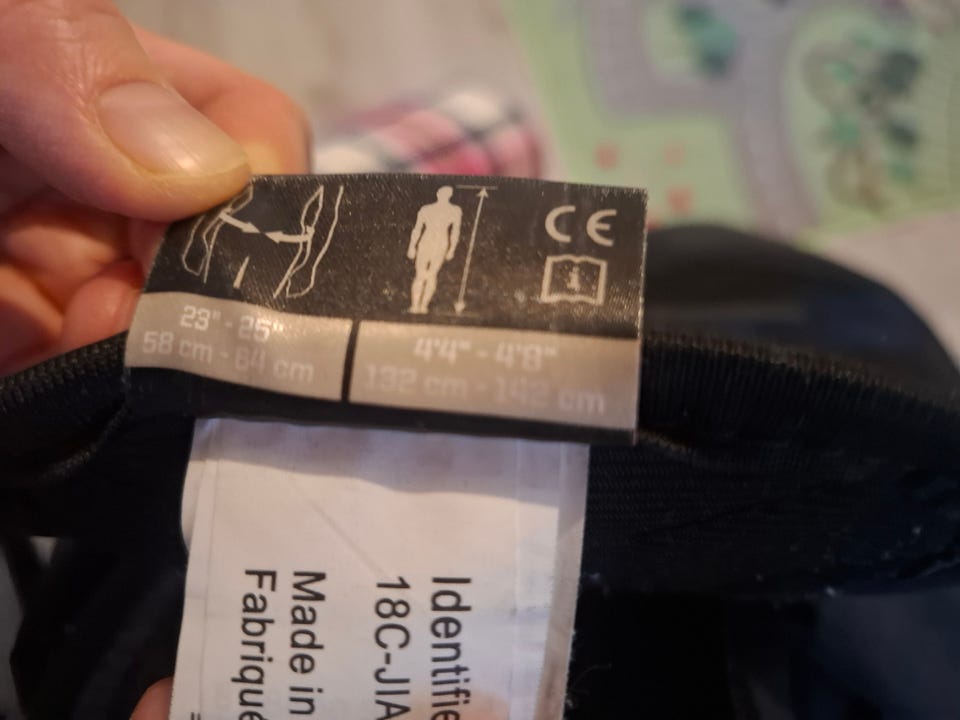 CE
i
23" - 25"
58 cm - 64 cm
4'4" - 4'8"
132 cm - 142 cm
Identifie
18C-JIA
Made in
Fabriqué